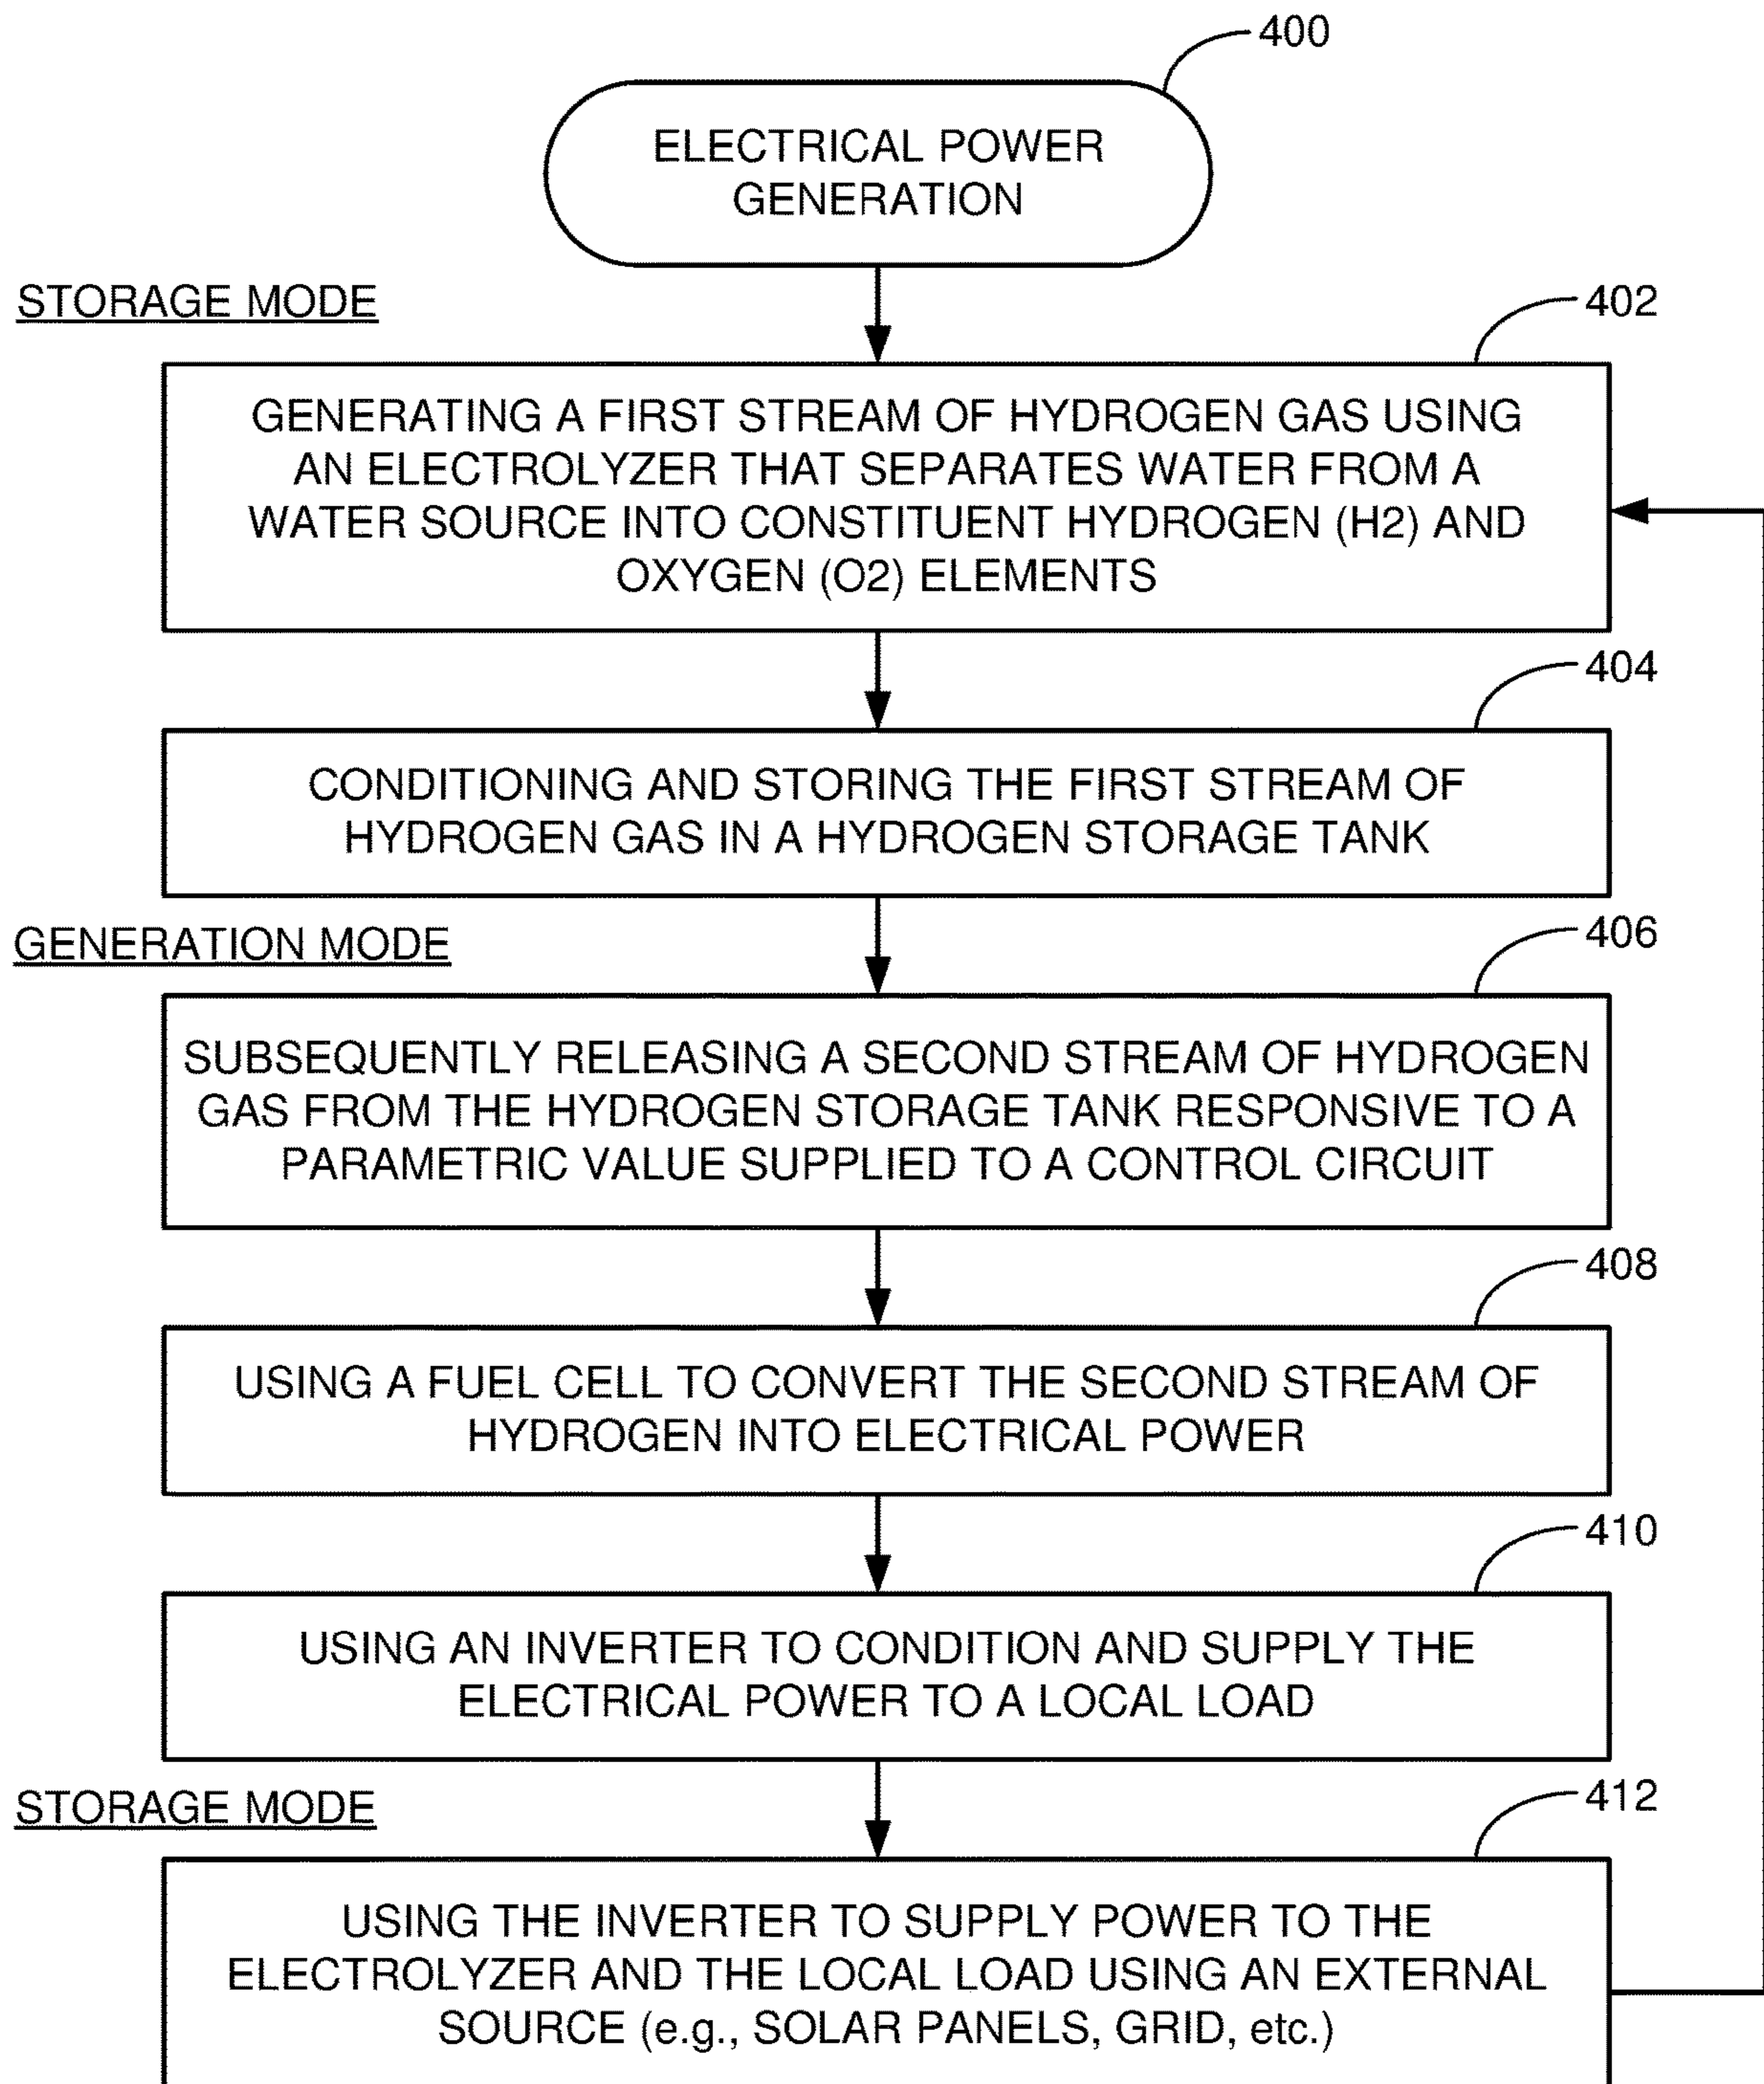 400
ELECTRICAL POWER
GENERATION
STORAGE MODE
402
GENERATING A FIRST STREAM OF HYDROGEN GAS USING
AN ELECTROLYZER THAT SEPARATES WATER FROM A
WATER SOURCE INTO CONSTITUENT HYDROGEN (H2) AND
OXYGEN (O2) ELEMENTS
404
CONDITIONING AND STORING THE FIRST STREAM OF
HYDROGEN GAS IN A HYDROGEN STORAGE TANK
GENERATION MODE
406
SUBSEQUENTLY RELEASING A SECOND STREAM OF HYDROGEN
GAS FROM THE HYDROGEN STORAGE TANK RESPONSIVE TO A
PARAMETRIC VALUE SUPPLIED TO A CONTROL CIRCUIT
408
USING A FUEL CELL TO CONVERT THE SECOND STREAM OF
HYDROGEN INTO ELECTRICAL POWER
410
USING AN INVERTER TO CONDITION AND SUPPLY THE
ELECTRICAL POWER TO A LOCAL LOAD
STORAGE MODE
412
USING THE INVERTER TO SUPPLY POWER TO THE
ELECTROLYZER AND THE LOCAL LOAD USING AN EXTERNAL
SOURCE (e.g., SOLAR PANELS, GRID, etc.)